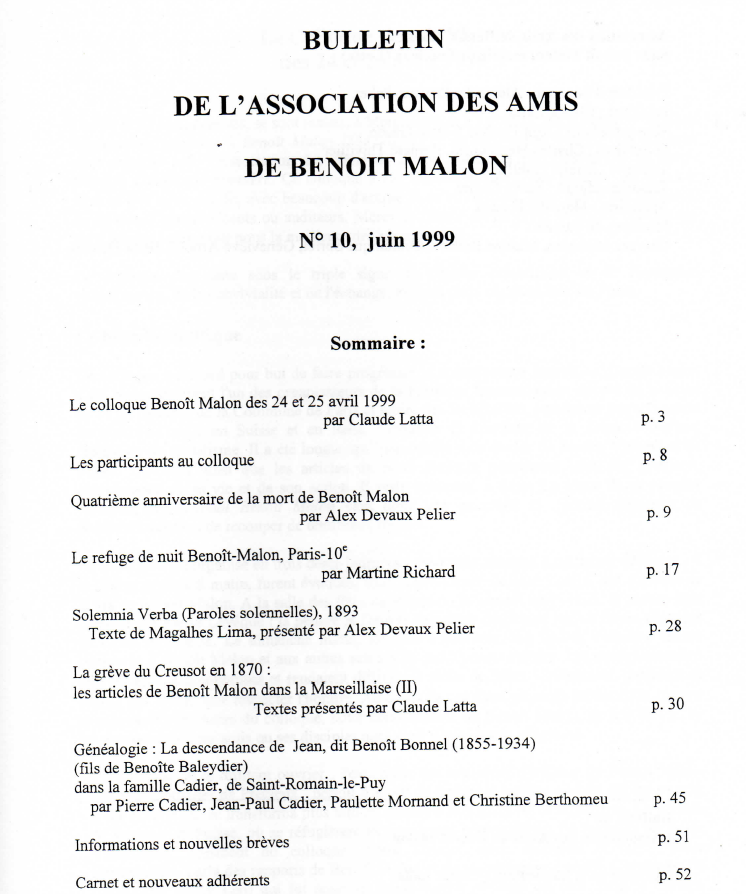 BULLETIN
DE L'ASSOCIATION DES AMIS
DE BENOIT MALON
N° 10, juin 1999
Sommaire :
Le colloque Benoît Malon des 24 et 25 avril 1999
par Claude Latta p. 3
Les participants au colloque p. 8
Quatrième anniversaire de la mort de Benoît Malon
par Alex Devaux Pelier p. 9
Le refuge de nuit Benoît-Malon, Paris-10e
par Martine Richard p. 17
Solemnia Verba (Paroles solennelles), 1893
Texte de Magalhes Lima, présenté par Alex Devaux Pelier p. 28
La grève du Creusot en 1870 :
les articles de Benoît Malon dans la Marseillaise (II)
Textes présentés par Claude Latta p. 30
Généalogie : La descendance de Jean, dit Benoît Bonnel (1855-1934)
(fils de Benoîte Baleydier)
dans la famille Cadier, de Saint-Romain-le-Puy
par Pierre Cadier, Jean-Paul Cadier, Paulette Mornand et Christine Berthomeu p. 45
Informations et nouvelles brèves p. 51
Carnet et nouveaux adhérents p. 52